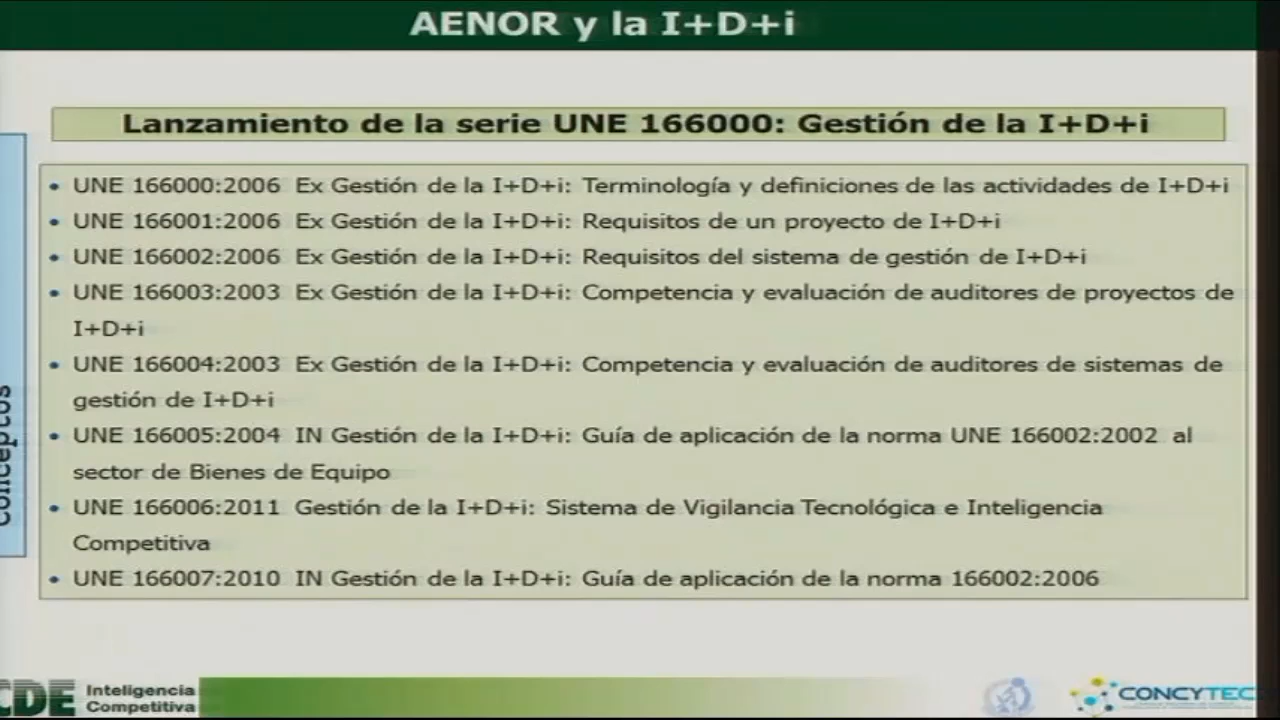 AENOR y la I+D+i
Lanzamiento de la serie UNE 166000: Gestión de la I+D+i
• UNE 166000:2006 Ex Gestión de la I+D+i: Terminología y definiciones de las actividades de I+D+i
• UNE 166001:2006 Ex Gestión de la I+D+i: Requisitos de un proyecto de I+D+i
• UNE 166002:2006 Ex Gestión de la I+D+i: Requisitos del sistema de gestión de I+D+i
• UNE 166003:2003 Ex Gestión de la I+D+i: Competencia y evaluación de auditores de proyectos de
I+D+i
• UNE 166004:2003 Ex Gestión de la I+D+i: Competencia y evaluación de auditores de sistemas de
gestión de I+D+i
• UNE 166005:2004 IN Gestión de la I+D+i: Guía de aplicación de la norma UNE 166002:2002 al
sector de Bienes de Equipo
• UNE 166006:2011 Gestión de la I+D+i: Sistema de Vigilancia Tecnológica e Inteligencia
Competitiva
• UNE 166007:2010 IN Gestión de la I+D+i: Guía de aplicación de la norma 166002:2006
conceptos
CDE
Inteligencia
Competitiva
CONCYTEC